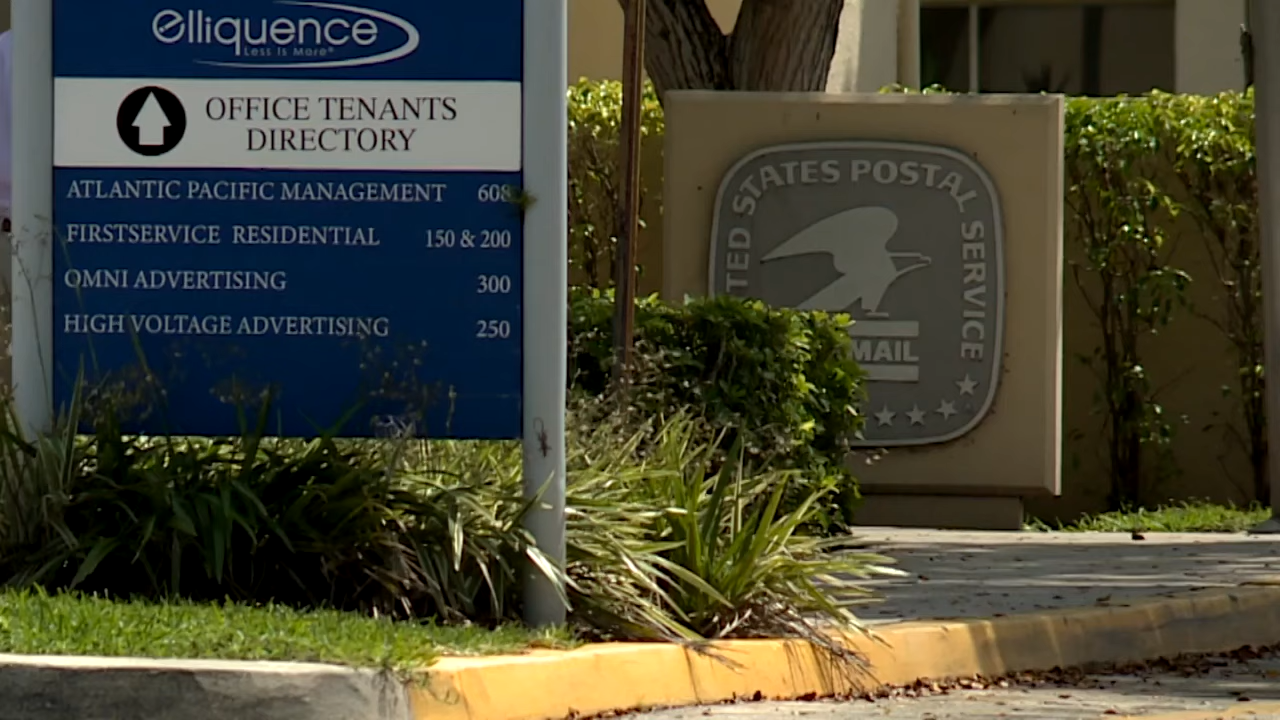 elliquence
Less Is More®
OFFICE TENANTS
DIRECTORY
ATLANTIC PACIFIC MANAGEMENT 608
FIRSTSERVICE RESIDENTIAL 150 & 200
OMNI ADVERTISING 300
HIGH VOLTAGE ADVERTISING 250
TED STATES POSTAL SERVICE
MAIL